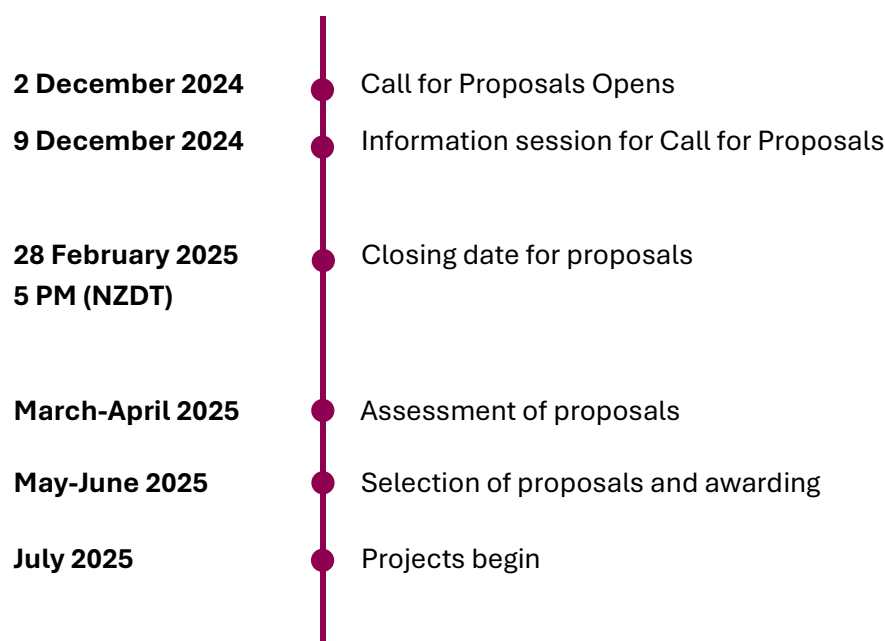 2 December 2024 Call for Proposals Opens
9 December 2024 Information session for Call for Proposals
28 February 2025 Closing date for proposals
5 PM (NZDT)
March-April 2025 Assessment of proposals
May-June 2025 Selection of proposals and awarding
July 2025 Projects begin